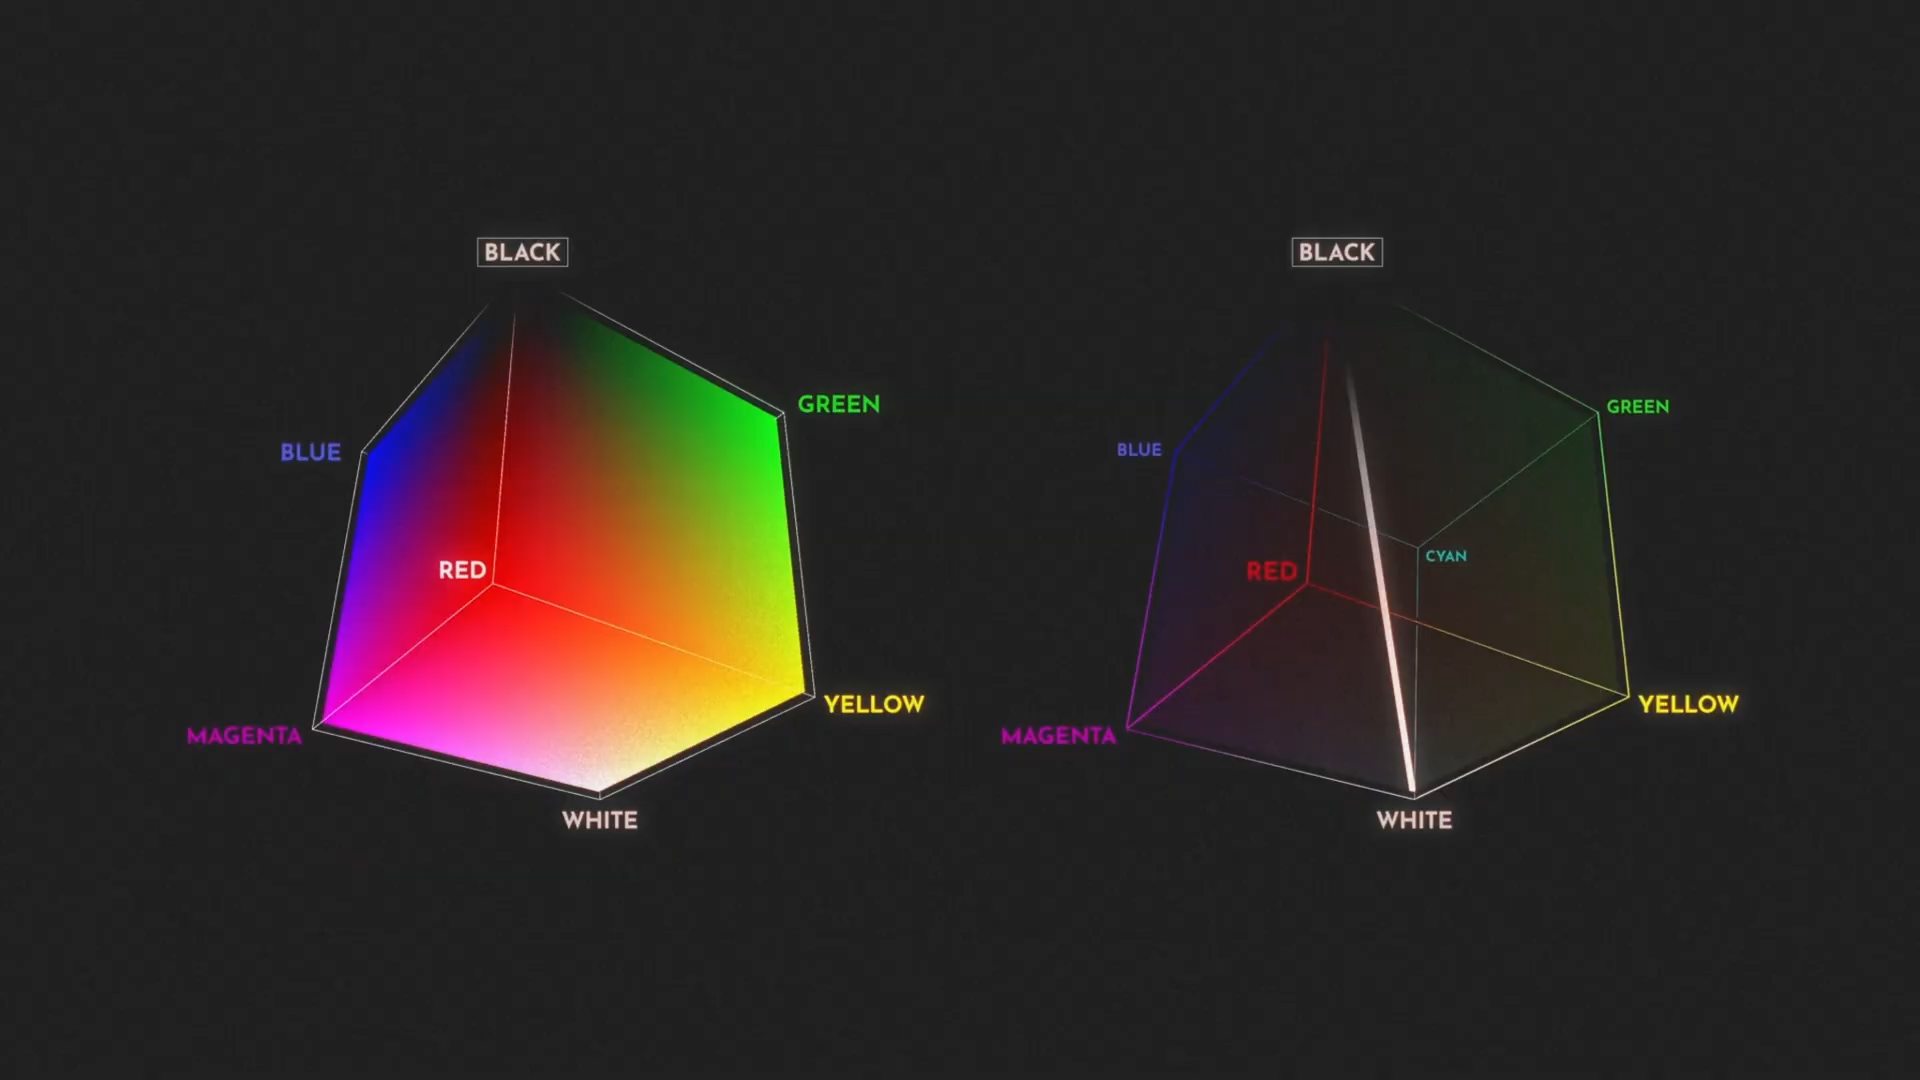 BLACK
GREEN
BLUE
RED
YELLOW
MAGENTA
WHITE
BLACK
GREEN
BLUE
CYAN
RED
YELLOW
MAGENTA
WHITE